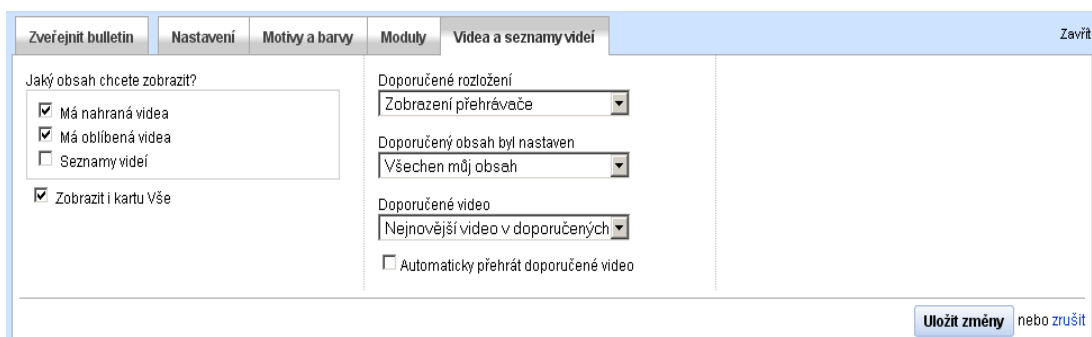 Zveřejnit bulletin Nastavení Motivy a barvy Moduly Videa a seznamy videí Zavřít
Jaký obsah chcete zobrazit?
Má nahraná videa
Má oblíbená videa
Seznamy videí
Zobrazit i kartu Vše
Doporučené rozložení
Zobrazení přehrávače
Doporučený obsah byl nastaven
Všechen můj obsah
Doporučené video
Nejnovější video v doporučených
Automaticky přehrát doporučené video
Uložit změny nebo zrušit